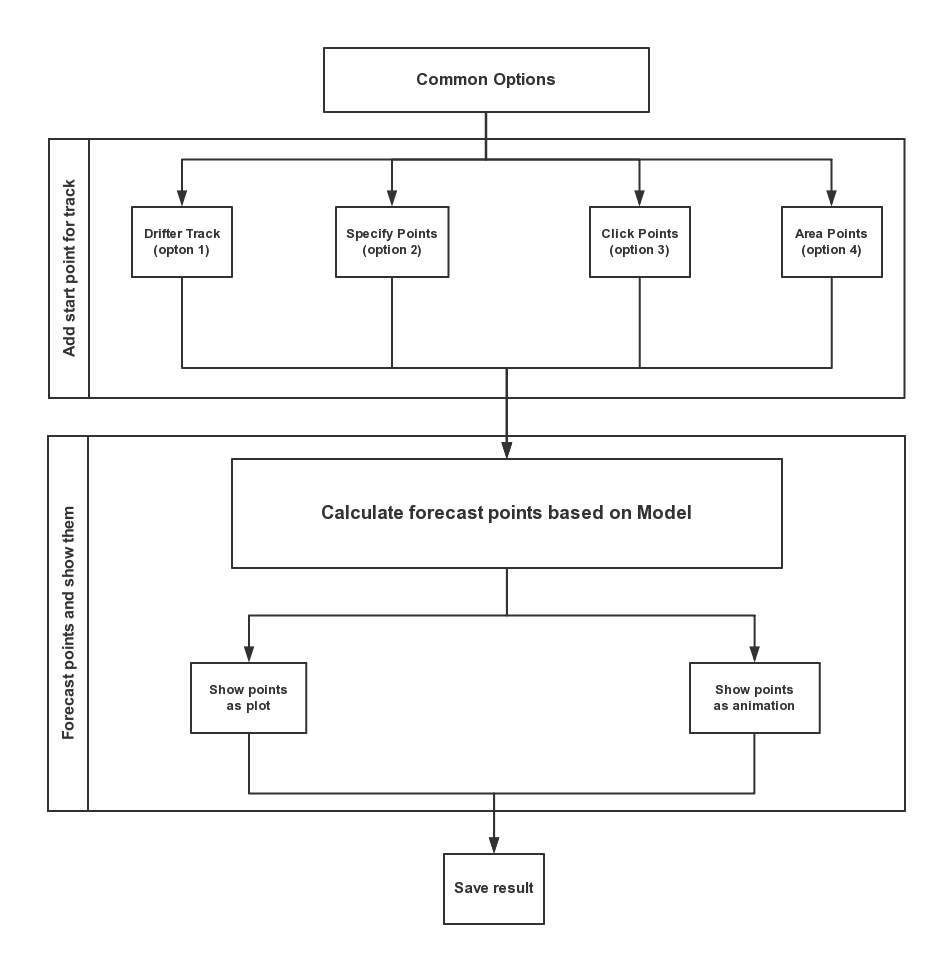 Common Options
Add start point for track
Drifter Track
(opton 1)
Specify Points
(option 2)
Click Points
(option 3)
Area Points
(option 4)
Forecast points and show them
Calculate forecast points based on Model
Show points
as plot
Show points
as animation
Save result